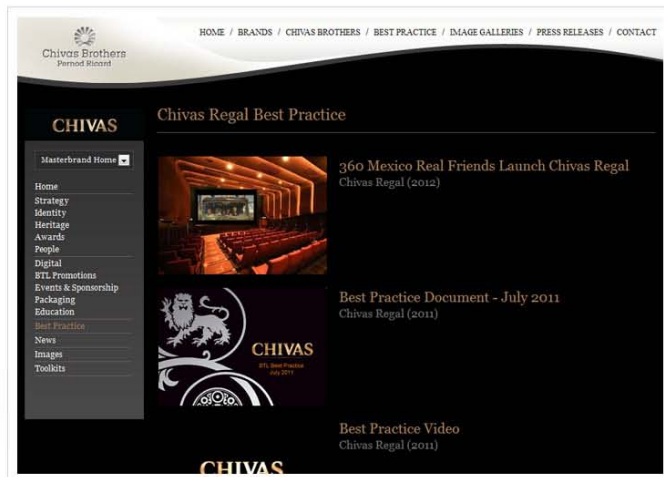 Chivas Brothers
Pernod Ricard
HOME / BRANDS / CHIVAS BROTHERS / BEST PRACTICE / IMAGE GALLERIES / PRESS RELEASES / CONTACT
CHIVAS
Masterbrand Home
Home
Strategy
Identity
Heritage
Awards
People
Digital
BTL Promotions
Events & Sponsorship
Packaging
Education
Best Practice
News
Images
Toolkits
Chivas Regal Best Practice
360 Mexico Real Friends Launch Chivas Regal
Chivas Regal (2012)
CHIVAS
BTL Best Practice
July 2011
Best Practice Document - July 2011
Chivas Regal (2011)
Best Practice Video
Chivas Regal (2011)
CHIVAS